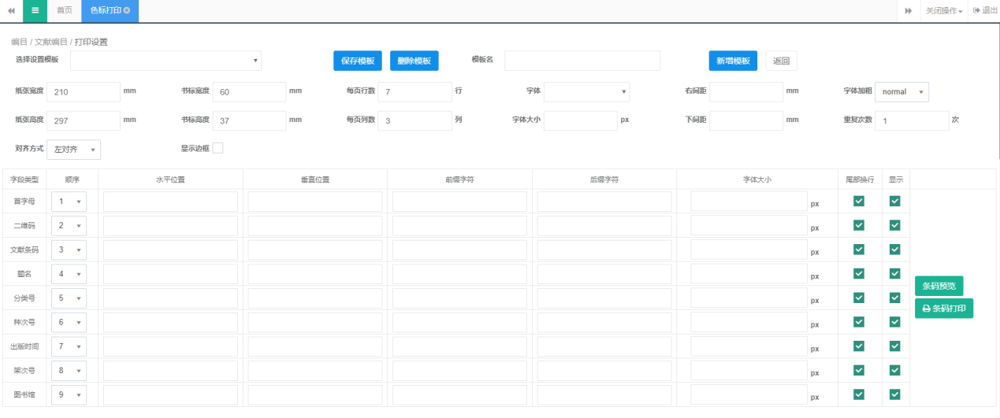 首页 色标打印 关闭操作 退出
编目 / 文献编目 / 打印设置
选择设置模板 保存模板 删除模板 模板名 新增模板 返回
纸张宽度 210 mm 书标宽度 60 mm 每页行数 7 行 字体 右间距 mm 字体加粗 normal
纸张高度 297 mm 书标高度 37 mm 每页列数 3 列 字体大小 px 下间距 mm 重复次数 1 次
对齐方式 左对齐 显示边框
字段类型 顺序 水平位置 垂直位置 前缀字符 后缀字符 字体大小 尾部换行 显示
首字母 1 px
二维码 2 px
文献条码 3 px
题名 4 px
条码预览
分类号 5 px
条码打印
种次号 6 px
出版时间 7 px
架次号 8 px
图书馆 9 px